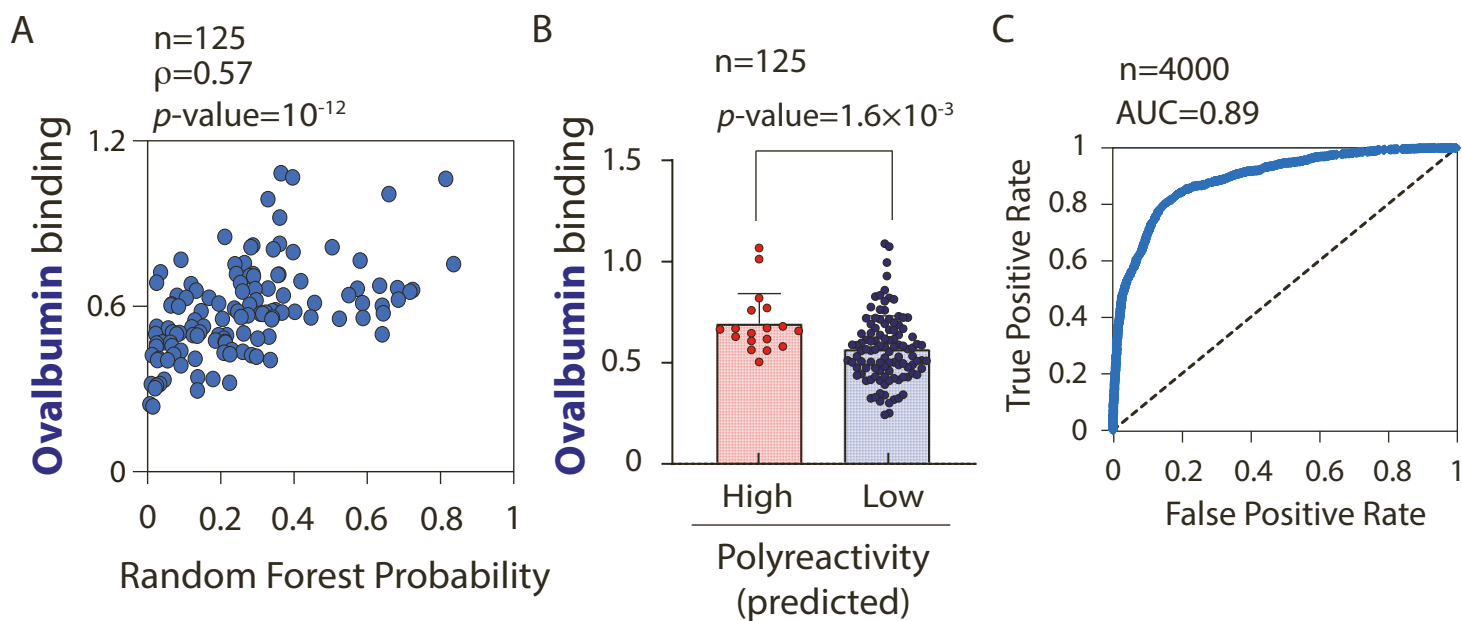 A
n=125
ρ=0.57
p-value=10⁻¹²
Ovalbumin binding
1.2
0.6
0
0 0.2 0.4 0.6 0.8 1
Random Forest Probability
B
n=125
p-value=1.6×10⁻³
Ovalbumin binding
1.5
1.0
0.5
0
High Low
Polyreactivity
(predicted)
C
n=4000
AUC=0.89
True Positive Rate
1
0.8
0.6
0.4
0.2
0
0 0.2 0.4 0.6 0.8 1
False Positive Rate